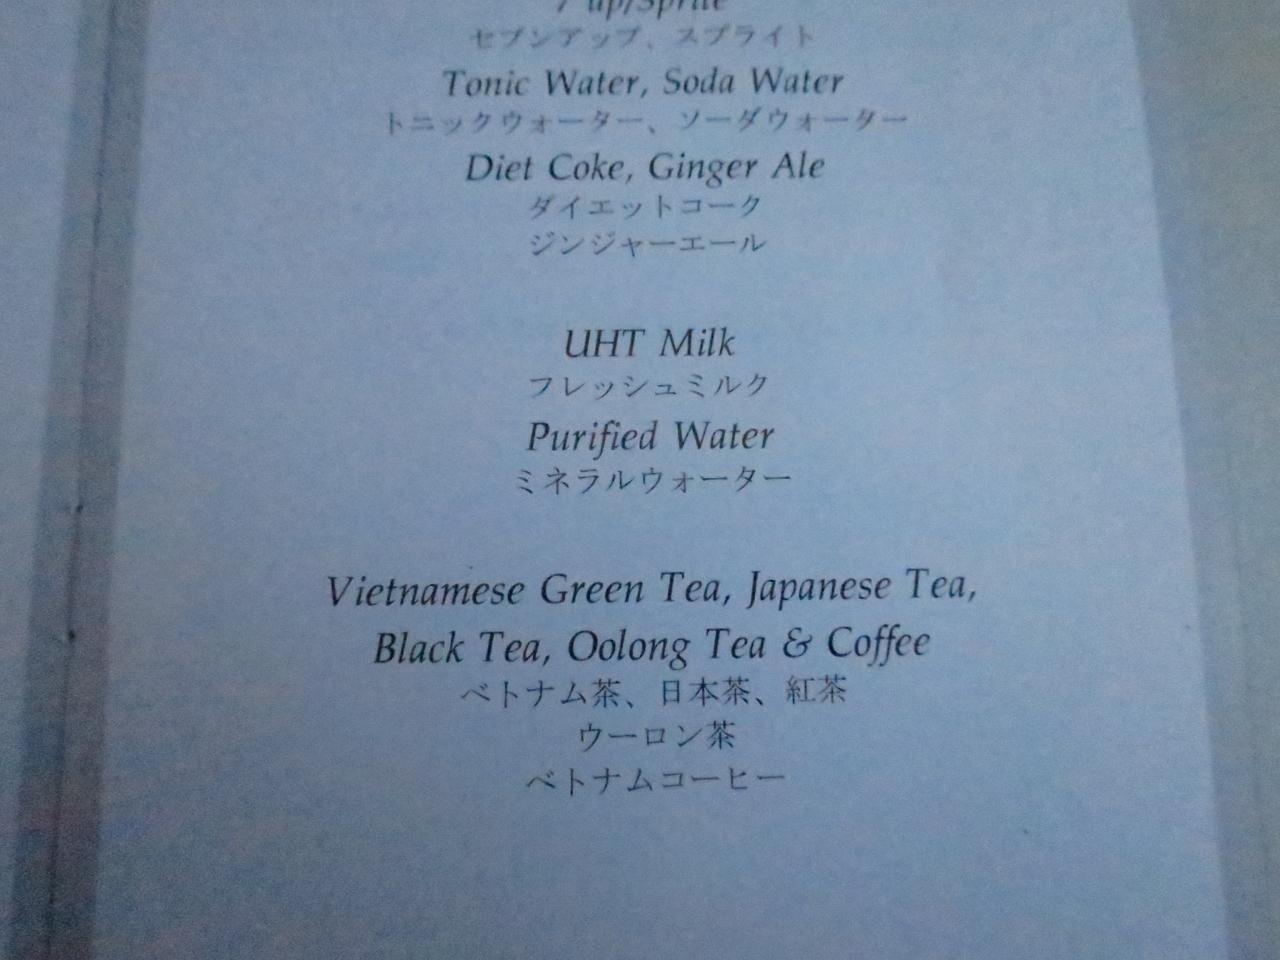 7 up/Sprite
セブンアップ、スプライト
Tonic Water, Soda Water
トニックウォーター、ソーダウォーター
Diet Coke, Ginger Ale
ダイエットコーク
ジンジャーエール
UHT Milk
フレッシュミルク
Purified Water
ミネラルウォーター
Vietnamese Green Tea, Japanese Tea,
Black Tea, Oolong Tea & Coffee
ベトナム茶、日本茶、紅茶
ウーロン茶
ベトナムコーヒー